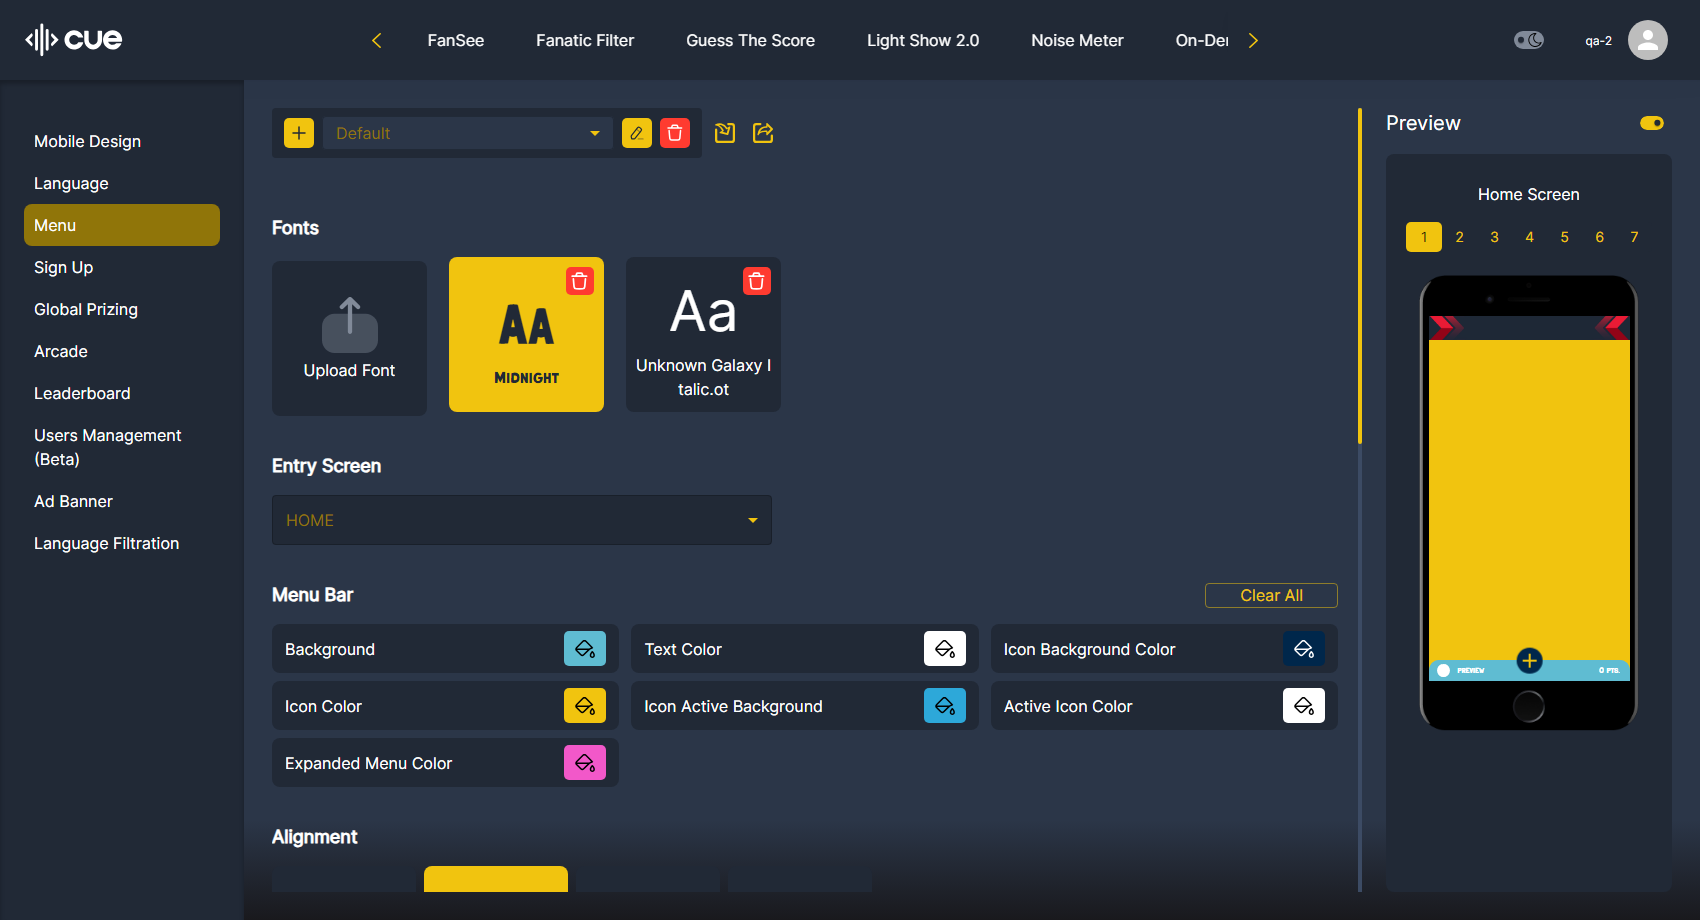 cue
FanSee
Fanatic Filter
Guess The Score
Light Show 2.0
Noise Meter
On-Der
qa-2
Mobile Design
Language
Menu
Sign Up
Global Prizing
Arcade
Leaderboard
Users Management
(Beta)
Ad Banner
Language Filtration
Default
Fonts
Upload Font
AA
MIDNIGHT
Aa
Unknown Galaxy I
talic.ot
Entry Screen
HOME
Menu Bar
Clear All
Background
Text Color
Icon Background Color
Icon Color
Icon Active Background
Active Icon Color
Expanded Menu Color
Alignment
Preview
Home Screen
1 2 3 4 5 6 7
PREVIEW
0 PTS.